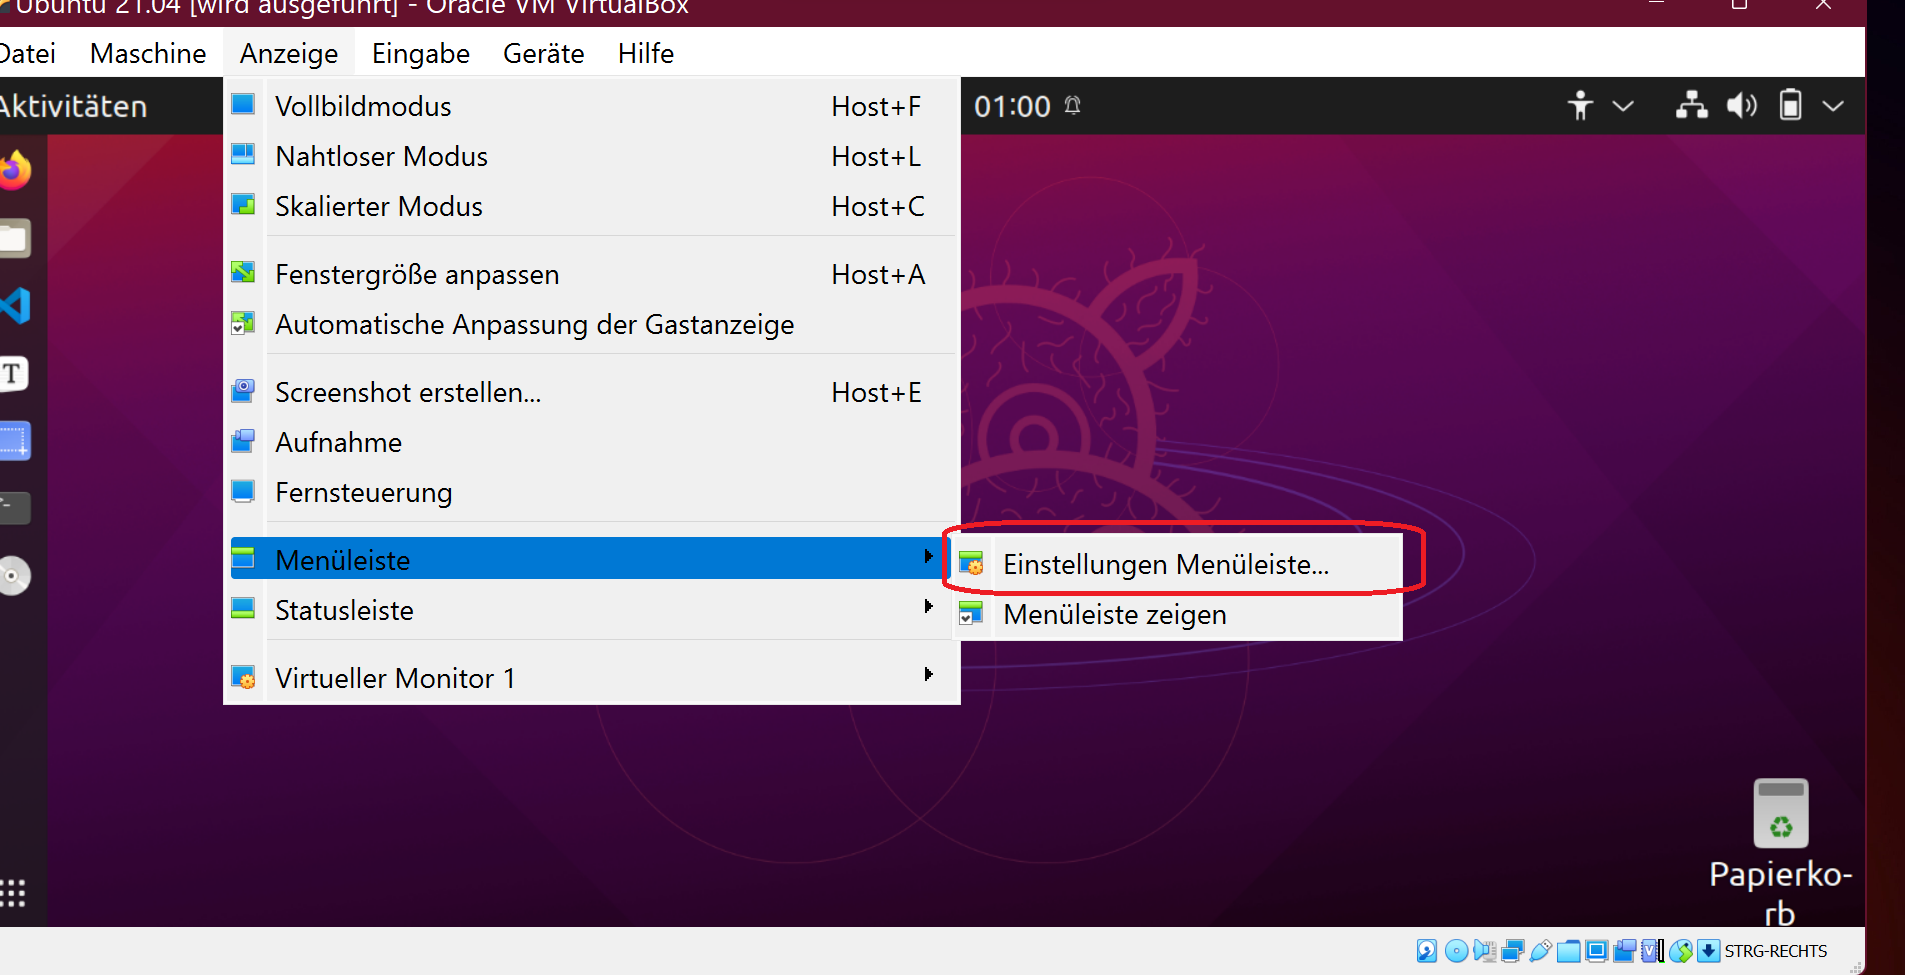 Ubuntu 21.04 [wird ausgeführt] - Oracle VM VirtualBox
Datei Maschine Anzeige Eingabe Geräte Hilfe
Aktivitäten
01:00
Vollbildmodus Host+F
Nahtloser Modus Host+L
Skalierter Modus Host+C
Fenstergröße anpassen Host+A
Automatische Anpassung der Gastanzeige
Screenshot erstellen... Host+E
Aufnahme
Fernsteuerung
Menüleiste
Einstellungen Menüleiste...
Statusleiste
Menüleiste zeigen
Virtueller Monitor 1
T
Papierko-
rb
STRG-RECHTS